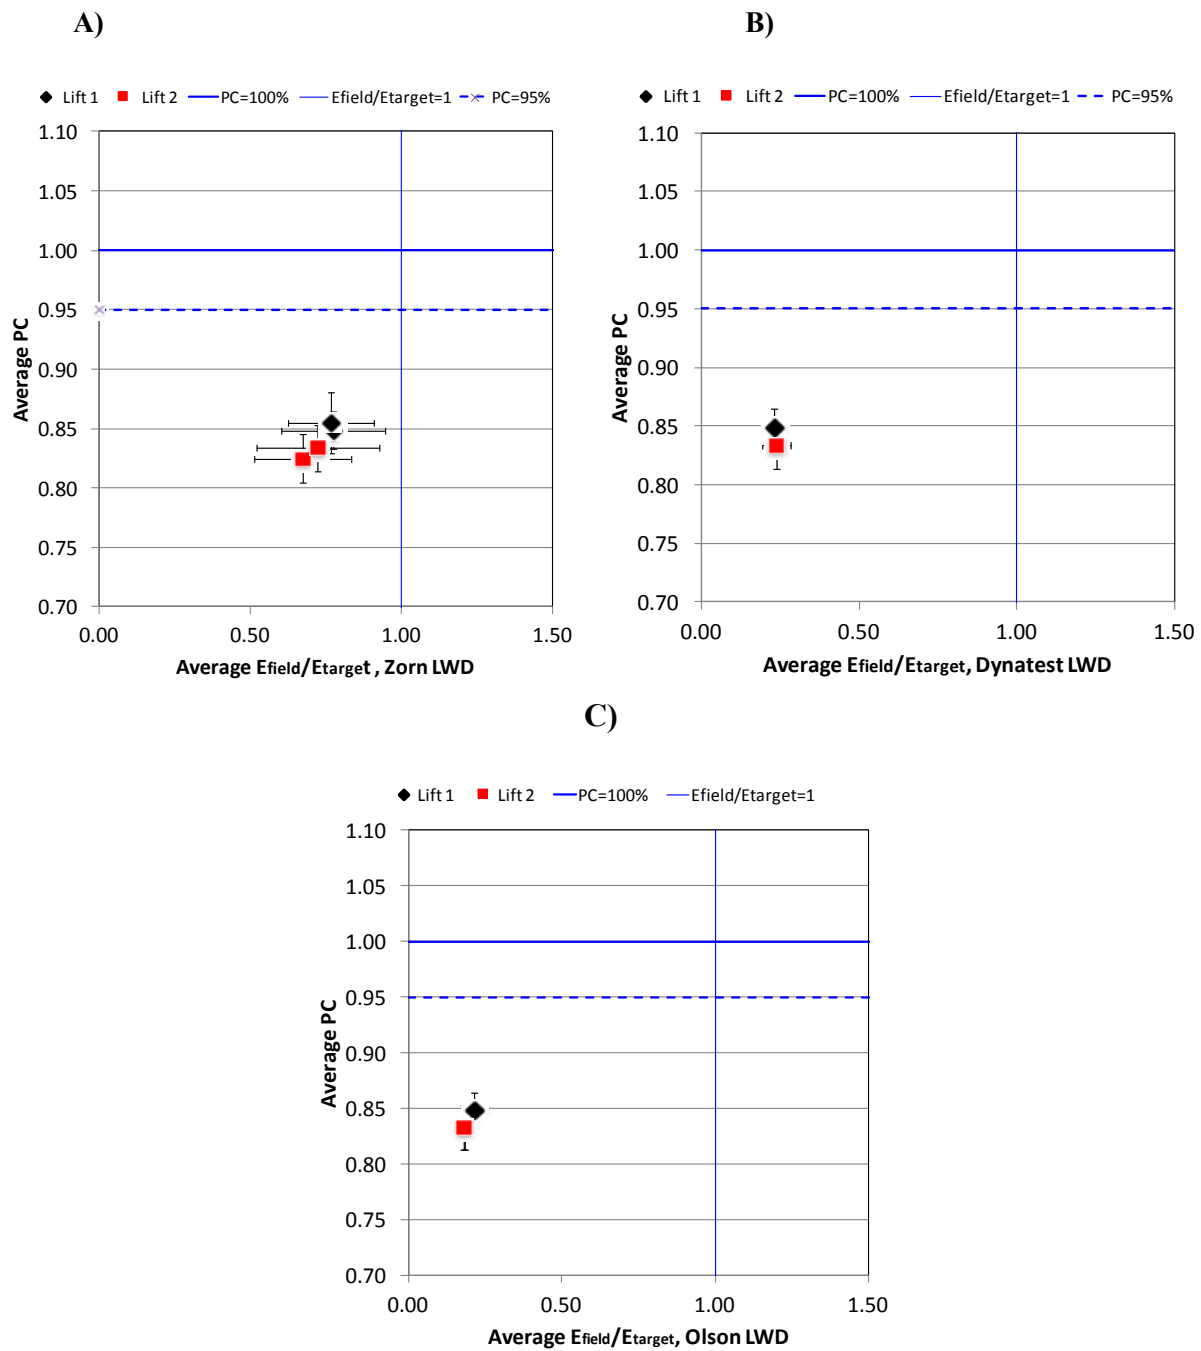 A)
B)
Lift 1 Lift 2 PC=100% Efield/Etarget=1 PC=95%
Lift 1 Lift 2 PC=100% Efield/Etarget=1 PC=95%
1.10
1.05
1.00
0.95
0.90
0.85
0.80
0.75
0.70
Average PC
0.00 0.50 1.00 1.50
Average Efield/Etarget , Zorn LWD
1.10
1.05
1.00
0.95
0.90
0.85
0.80
0.75
0.70
Average PC
0.00 0.50 1.00 1.50
Average Efield/Etarget, Dynatest LWD
C)
Lift 1 Lift 2 PC=100% Efield/Etarget=1
1.10
1.05
1.00
0.95
0.90
0.85
0.80
0.75
0.70
Average PC
0.00 0.50 1.00 1.50
Average Efield/Etarget, Olson LWD